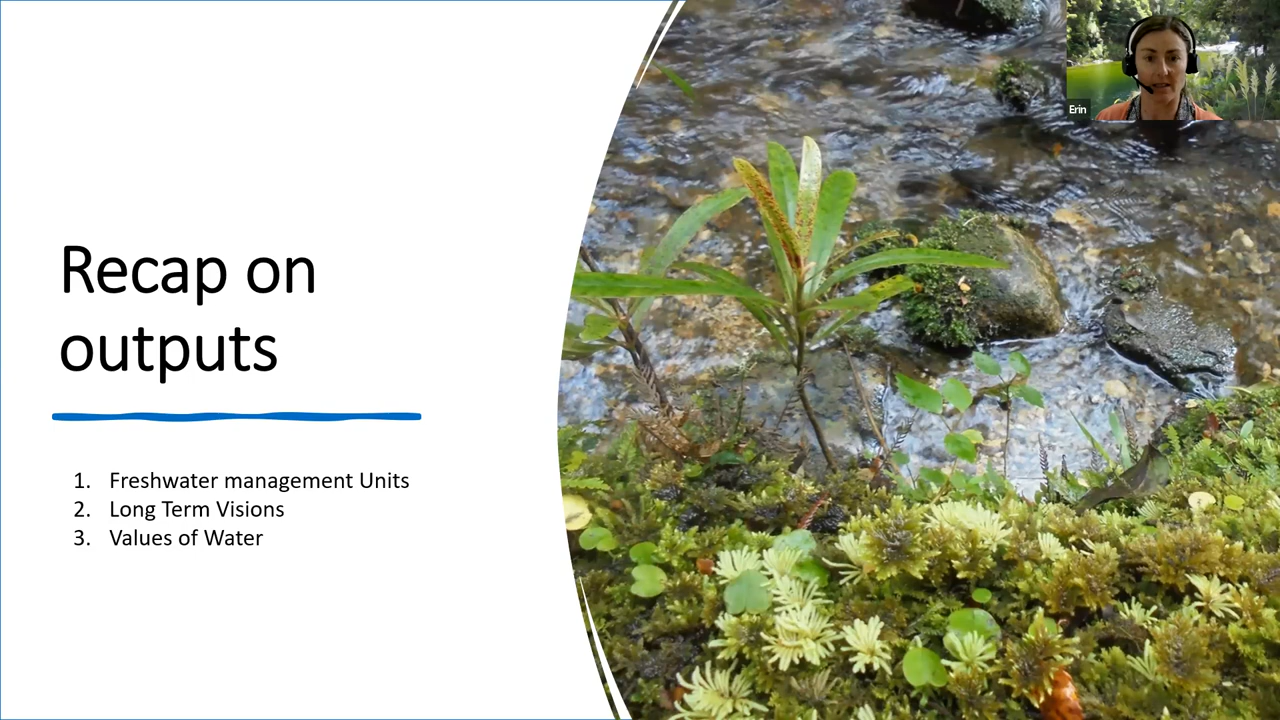 Recap on
outputs
1. Freshwater management Units
2. Long Term Visions
3. Values of Water
Erin